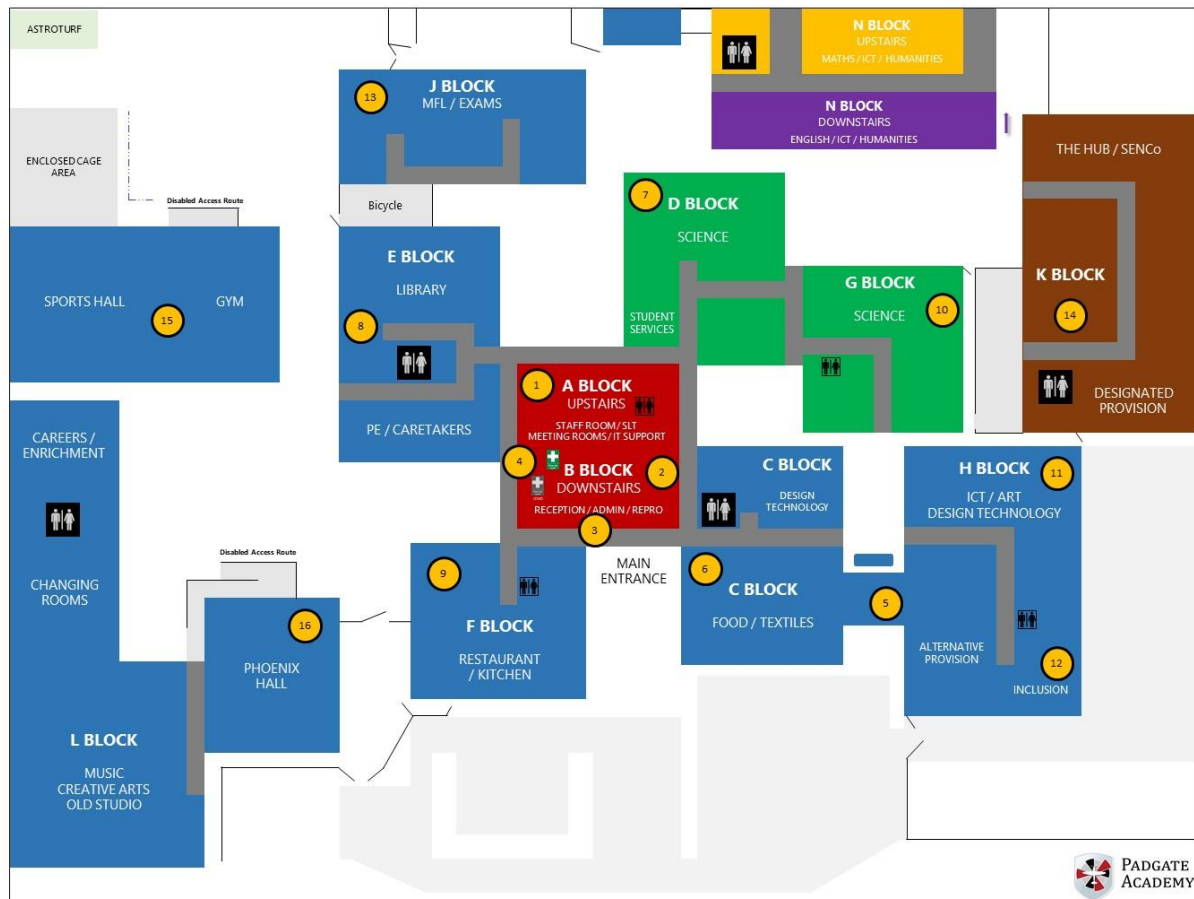 ASTROTURF
N BLOCK
UPSTAIRS
MATHS / ICT / HUMANITIES
J BLOCK
MFL / EXAMS
13
N BLOCK
DOWNSTAIRS
ENGLISH / ICT / HUMANITIES
ENCLOSED CAGE
AREA
THE HUB / SENCo
Disabled Access Route
Bicycle
7
D BLOCK
SCIENCE
E BLOCK
LIBRARY
8
SPORTS HALL
GYM
15
STUDENT
SERVICES
G BLOCK
SCIENCE
10
K BLOCK
14
DESIGNATED
PROVISION
1
A BLOCK
UPSTAIRS
STAFF ROOM / SLT
MEETING ROOMS / IT SUPPORT
PE / CARETAKERS
4
B BLOCK
DOWNSTAIRS
2
RECEPTION / ADMIN / REPRO
3
CAREERS /
ENRICHMENT
CHANGING
ROOMS
C BLOCK
DESIGN
TECHNOLOGY
H BLOCK
11
ICT / ART
DESIGN TECHNOLOGY
Disabled Access Route
MAIN
ENTRANCE
9
F BLOCK
RESTAURANT
/ KITCHEN
6
C BLOCK
FOOD / TEXTILES
5
ALTERNATIVE
PROVISION
12
INCLUSION
16
PHOENIX
HALL
L BLOCK
MUSIC
CREATIVE ARTS
OLD STUDIO
PADGATE
ACADEMY